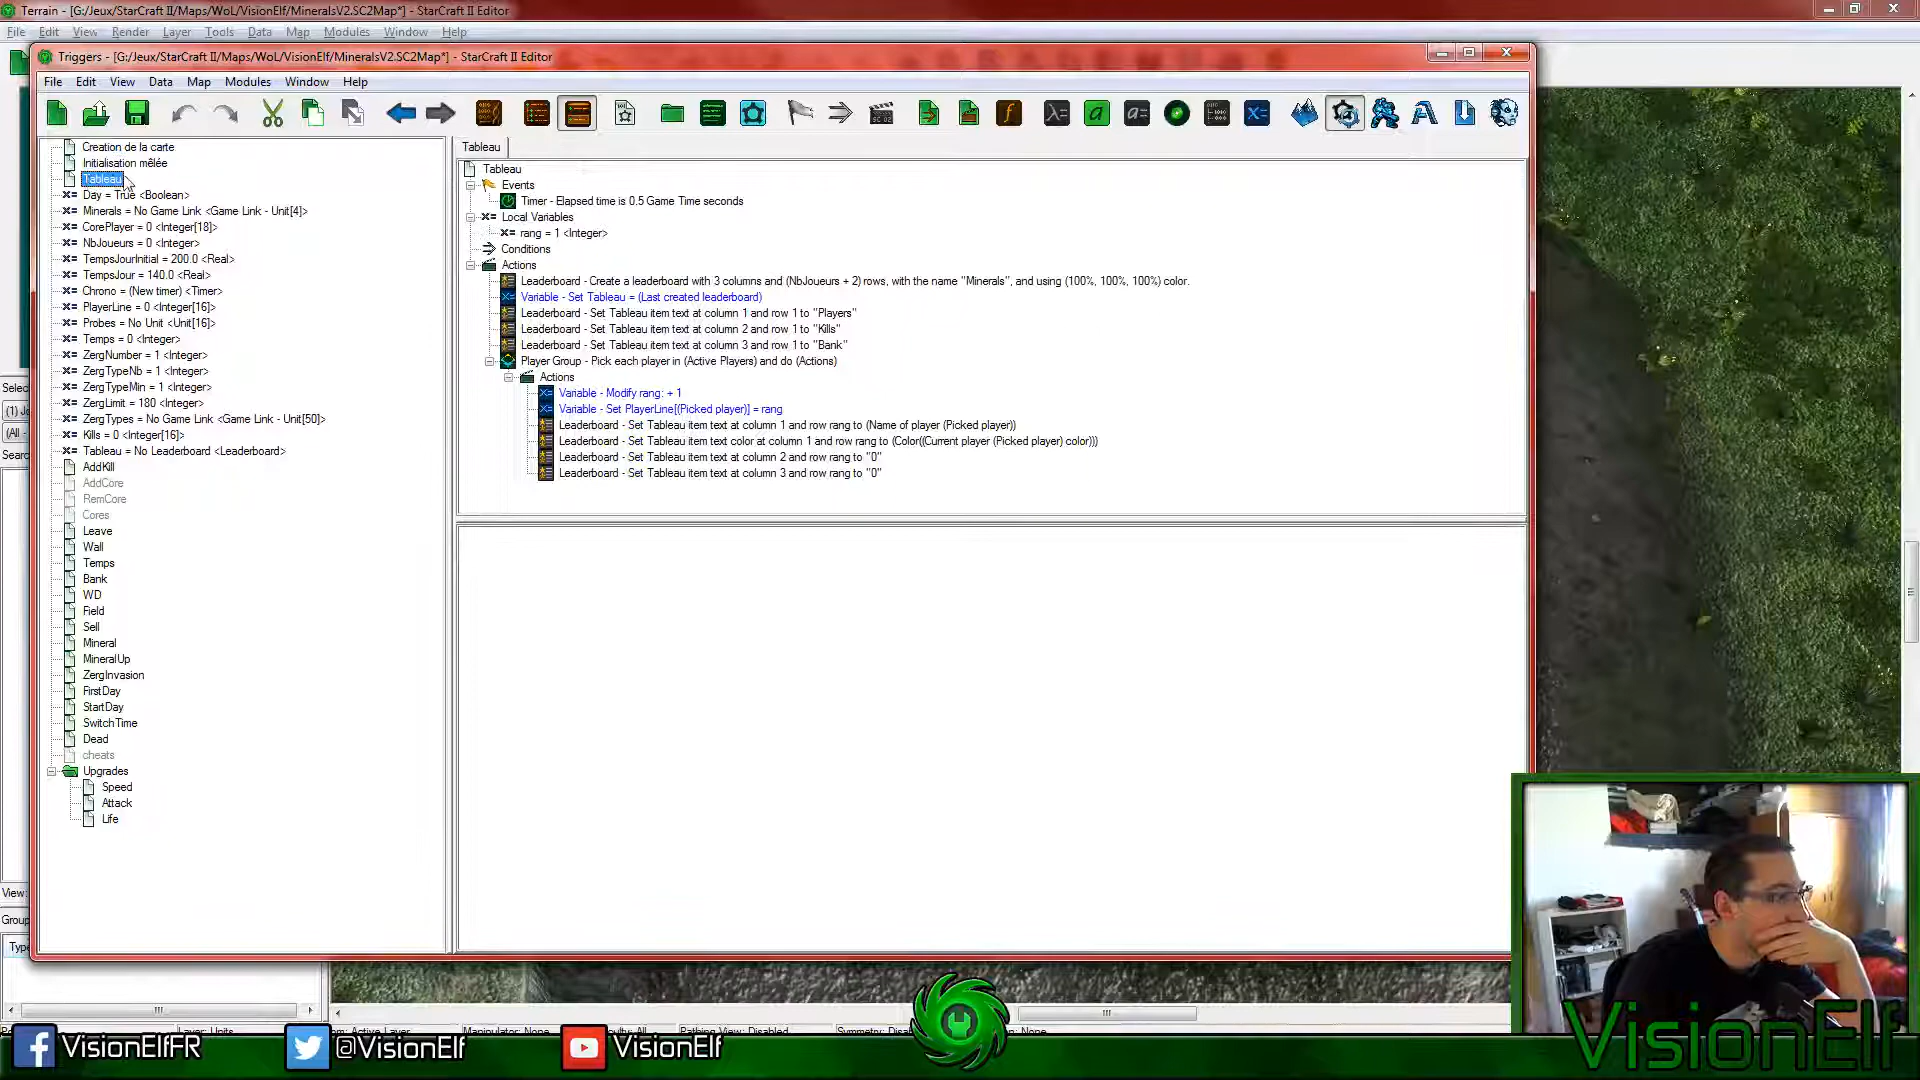 Terrain - [G:/Jeux/StarCraft II/Maps/WoL/VisionElf/MineralsV2.SC2Map*] - StarCraft II Editor
File Edit View Render Layer Tools Data Map Modules Window Help
Triggers - [G:/Jeux/StarCraft II/Maps/WoL/VisionElf/MineralsV2.SC2Map*] - StarCraft II Editor
File Edit View Data Map Modules Window Help
Creation de la carte
Initialisation mêlée
Tableau
Day = True <Boolean>
Minerals = No Game Link <Game Link - Unit[4]>
CorePlayer = 0 <Integer[18]>
NbJoueurs = 0 <Integer>
TempsJourInitial = 200.0 <Real>
TempsJour = 140.0 <Real>
Chrono = (New timer) <Timer>
PlayerLine = 0 <Integer[16]>
Probes = No Unit <Unit[16]>
Temps = 0 <Integer>
ZergNumber = 1 <Integer>
ZergTypeNb = 1 <Integer>
ZergTypeMin = 1 <Integer>
ZergLimit = 180 <Integer>
ZergTypes = No Game Link <Game Link - Unit[50]>
Kills = 0 <Integer[16]>
Tableau = No Leaderboard <Leaderboard>
AddKill
AddCore
RemCore
Cores
Leave
Wall
Temps
Bank
WD
Field
Sell
Mineral
MineralUp
ZergInvasion
FirstDay
StartDay
SwitchTime
Dead
cheats
Upgrades
Speed
Attack
Life
Tableau
Tableau
Events
Timer - Elapsed time is 0.5 Game Time seconds
Local Variables
rang = 1 <Integer>
Conditions
Actions
Leaderboard - Create a leaderboard with 3 columns and (NbJoueurs + 2) rows, with the name "Minerals", and using (100%, 100%, 100%) color.
Variable - Set Tableau = (Last created leaderboard)
Leaderboard - Set Tableau item text at column 1 and row 1 to "Players"
Leaderboard - Set Tableau item text at column 2 and row 1 to "Kills"
Leaderboard - Set Tableau item text at column 3 and row 1 to "Bank"
Player Group - Pick each player in (Active Players) and do (Actions)
Actions
Variable - Modify rang: + 1
Variable - Set PlayerLine[(Picked player)] = rang
Leaderboard - Set Tableau item text at column 1 and row rang to (Name of player (Picked player))
Leaderboard - Set Tableau item text color at column 1 and row rang to (Color((Current player (Picked player) color)))
Leaderboard - Set Tableau item text at column 2 and row rang to "0"
Leaderboard - Set Tableau item text at column 3 and row rang to "0"
Selec
(All -
Searc
View:
Group
Type
VisionElfFR
@VisionElf
VisionElf
VisionElf